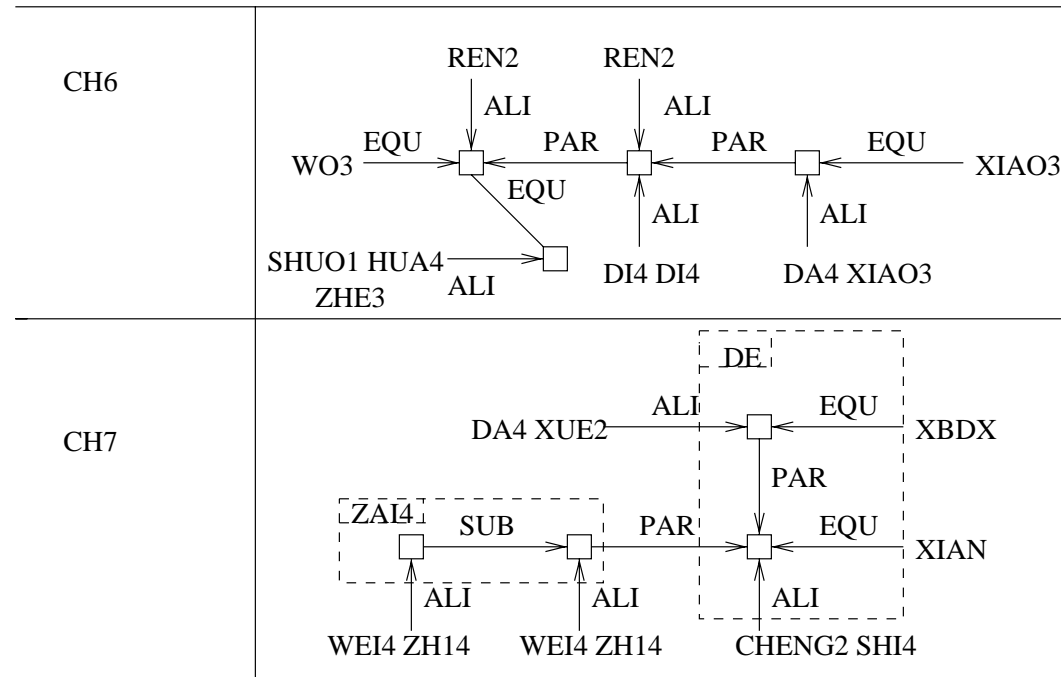 REN2 REN2
CH6
ALI ALI
EQU PAR PAR EQU
WO3 XIAO3
EQU
ALI ALI
SHUO1 HUA4 DI4 DI4 DA4 XIAO3
ALI
ZHE3
DE
ALI EQU
CH7 DA4 XUE2 XBDX
PAR
ZAI4
SUB PAR EQU
XIAN
ALI ALI ALI
WEI4 ZH14 WEI4 ZH14 CHENG2 SHI4